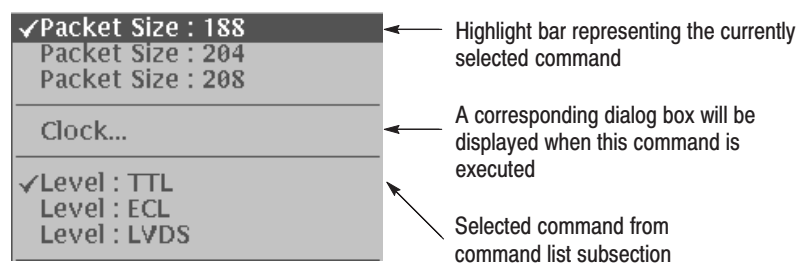 ✓Packet Size : 188
Packet Size : 204
Packet Size : 208
Clock...
✓Level : TTL
Level : ECL
Level : LVDS
Highlight bar representing the currently
selected command
A corresponding dialog box will be
displayed when this command is
executed
Selected command from
command list subsection